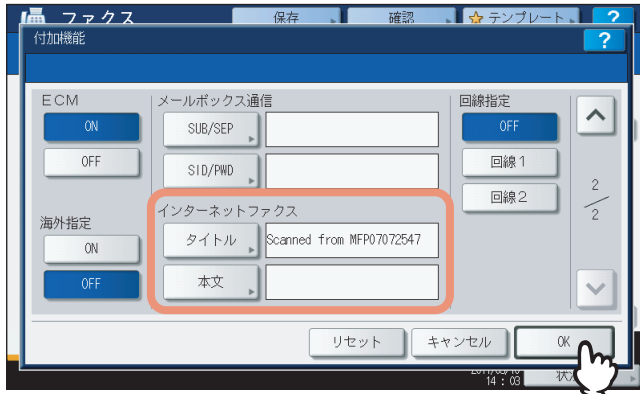 ファクス
保存
確認
テンプレート
?
付加機能
?
ECM
ON
OFF
海外指定
ON
OFF
メールボックス通信
SUB/SEP
SID/PWD
インターネットファクス
タイトル
Scanned from MFP07072547
本文
回線指定
OFF
回線1
回線2
2
2
リセット
キャンセル
OK
14:03